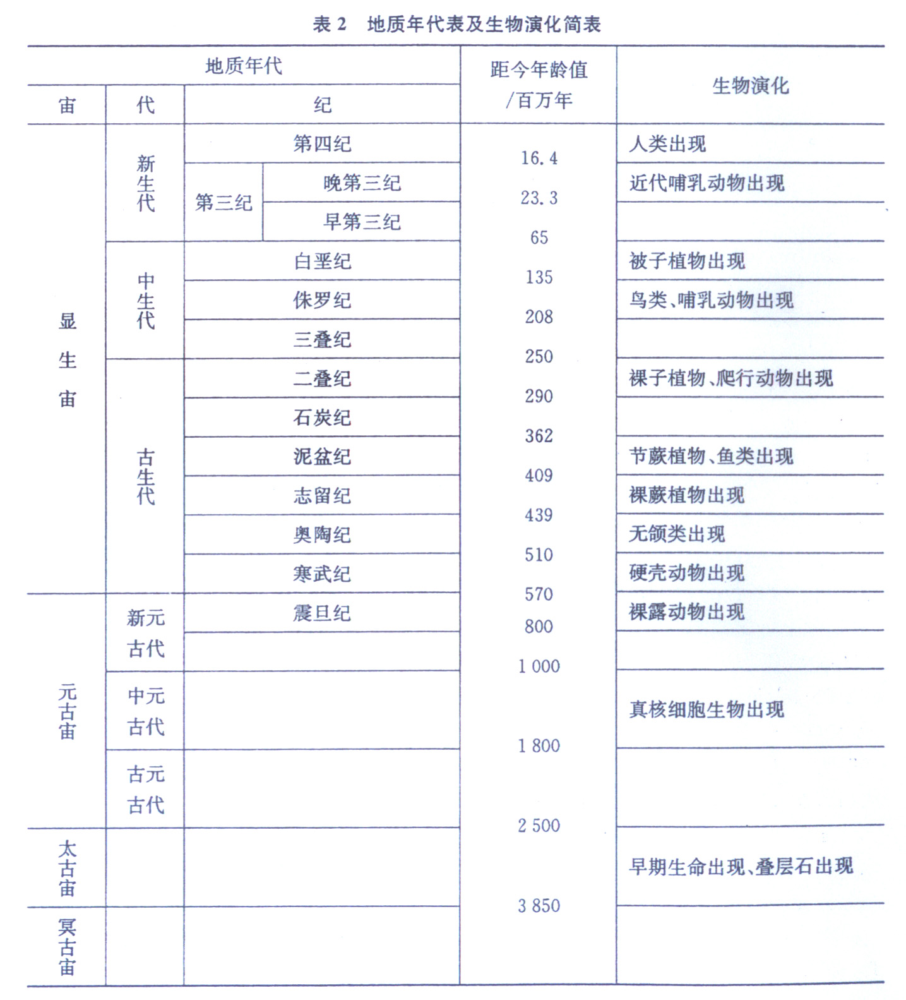 表 2 地质年代表及生物演化简表
地质年代
距今年龄值
/百万年
生物演化
宙 代 纪
显生宙
新生代
第四纪
16.4
人类出现
第三纪
晚第三纪
23.3
近代哺乳动物出现
早第三纪
65
中生代
白垩纪
135
被子植物出现
侏罗纪
208
鸟类、哺乳动物出现
三叠纪
250
古生代
二叠纪
290
裸子植物、爬行动物出现
石炭纪
362
泥盆纪
409
节蕨植物、鱼类出现
志留纪
439
裸蕨植物出现
奥陶纪
510
无颌类出现
寒武纪
570
硬壳动物出现
元古宙
新元
古代
震旦纪
800
裸露动物出现
1 000
中元
古代
真核细胞生物出现
1 800
古元
古代
2 500
太古宙
早期生命出现、叠层石出现
3 850
冥古宙